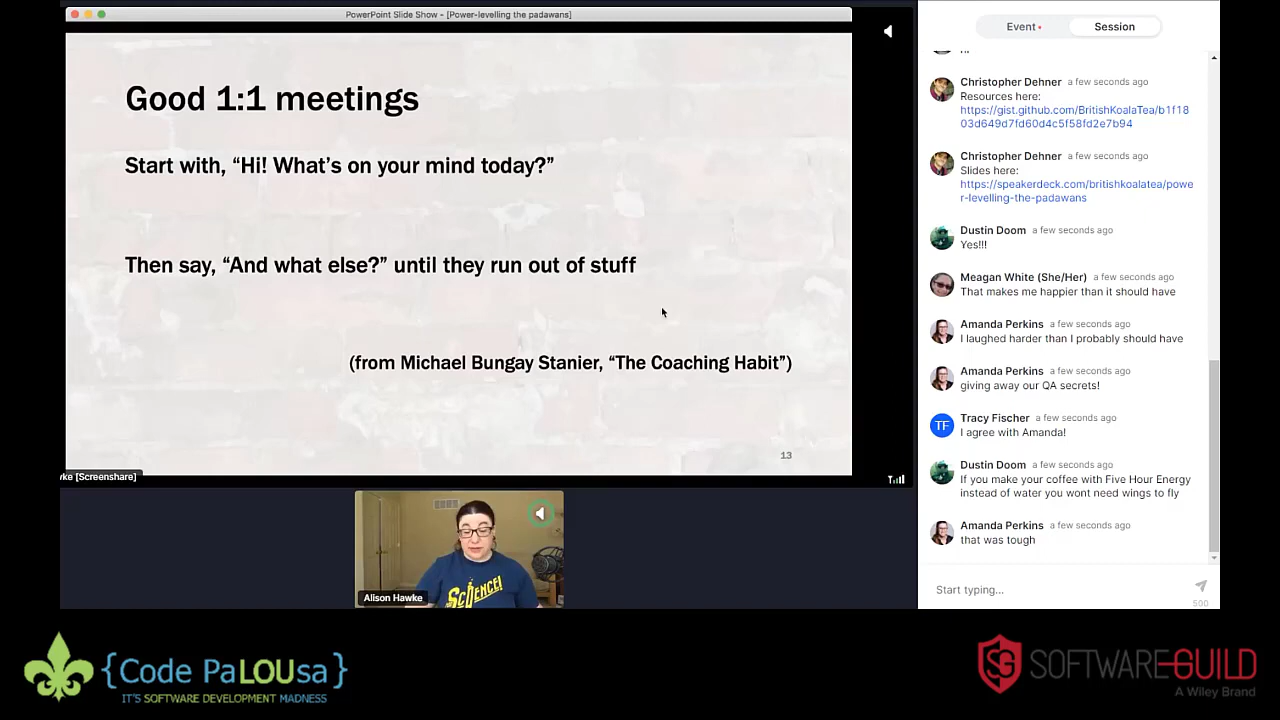 PowerPoint Slide Show - [Power-levelling the padawans]
Good 1:1 meetings
Start with, “Hi! What’s on your mind today?”
Then say, “And what else?” until they run out of stuff
(from Michael Bungay Stanier, “The Coaching Habit”)
13
[Screenshare]
SCIENCE!
Alison Hawke
Event
Session
Christopher Dehner a few seconds ago
Resources here:
https://gist.github.com/BritishKoalaTea/b1f18
03d649d7fd60d4c5f58fd2e7b94
Christopher Dehner a few seconds ago
Slides here:
https://speakerdeck.com/britishkoalatea/powe
r-levelling-the-padawans
Dustin Doom a few seconds ago
Yes!!!
Meagan White (She/Her) a few seconds ago
That makes me happier than it should have
Amanda Perkins a few seconds ago
I laughed harder than I probably should have
Amanda Perkins a few seconds ago
giving away our QA secrets!
TF
Tracy Fischer a few seconds ago
I agree with Amanda!
Dustin Doom a few seconds ago
If you make your coffee with Five Hour Energy
instead of water you wont need wings to fly
Amanda Perkins a few seconds ago
that was tough
Start typing...
500
{Code PaLOUsa}
IT'S SOFTWARE DEVELOPMENT MADNESS
SG
SOFTWARE GUILD
A Wiley Brand